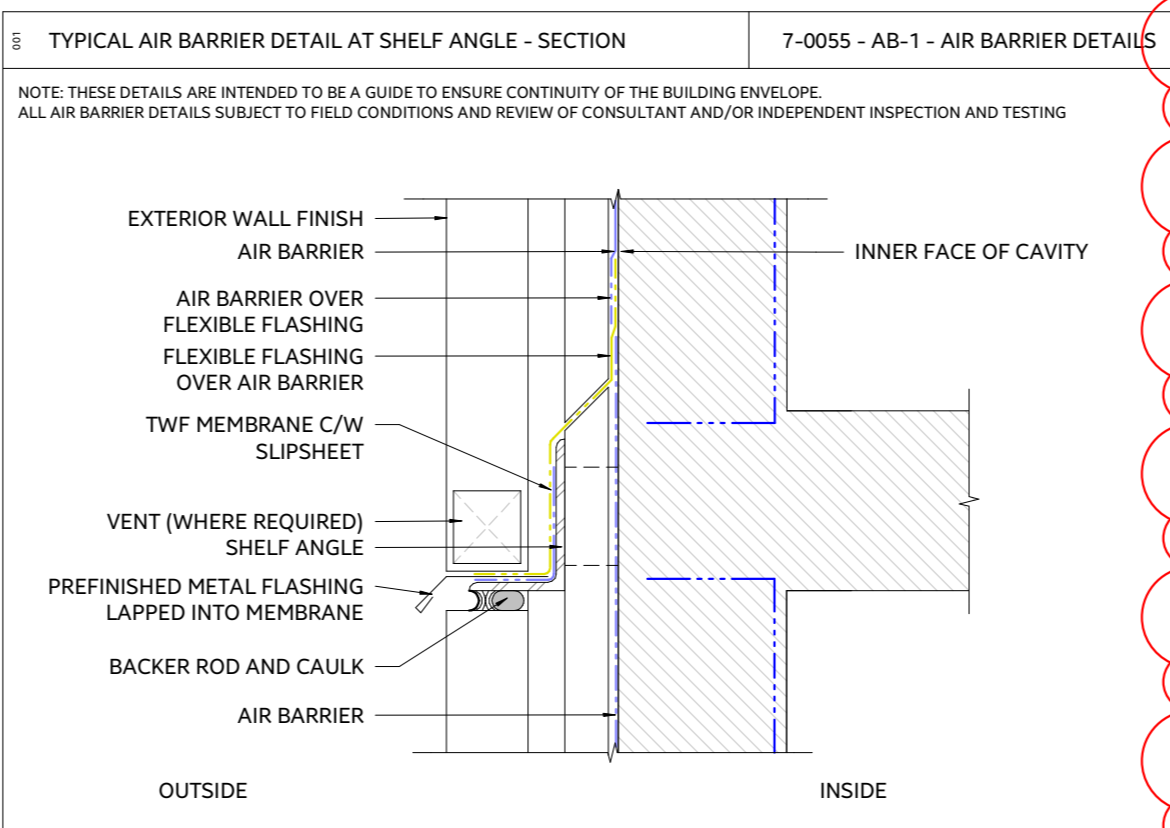 L00
TYPICAL AIR BARRIER DETAIL AT SHELF ANGLE - SECTION
7-0055 - AB-1 - AIR BARRIER DETAILS
NOTE: THESE DETAILS ARE INTENDED TO BE A GUIDE TO ENSURE CONTINUITY OF THE BUILDING ENVELOPE.
ALL AIR BARRIER DETAILS SUBJECT TO FIELD CONDITIONS AND REVIEW OF CONSULTANT AND/OR INDEPENDENT INSPECTION AND TESTING
EXTERIOR WALL FINISH
AIR BARRIER
INNER FACE OF CAVITY
AIR BARRIER OVER
FLEXIBLE FLASHING
FLEXIBLE FLASHING
OVER AIR BARRIER
TWF MEMBRANE C/W
SLIPSHEET
VENT (WHERE REQUIRED)
SHELF ANGLE
PREFINISHED METAL FLASHING
LAPPED INTO MEMBRANE
BACKER ROD AND CAULK
AIR BARRIER
OUTSIDE
INSIDE